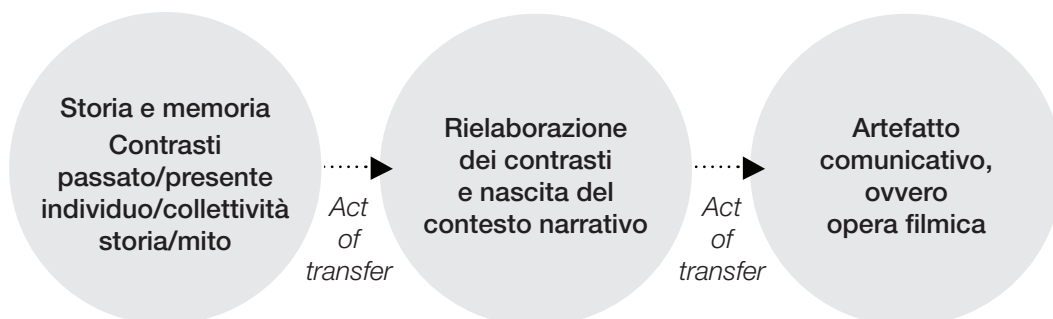 Storia e memoria
Contrasti
passato/presente
individuo/collettività
storia/mito
Act
of
transfer
Rielaborazione
dei contrasti
e nascita del
contesto narrativo
Act
of
transfer
Artefatto
comunicativo,
ovvero
opera filmica